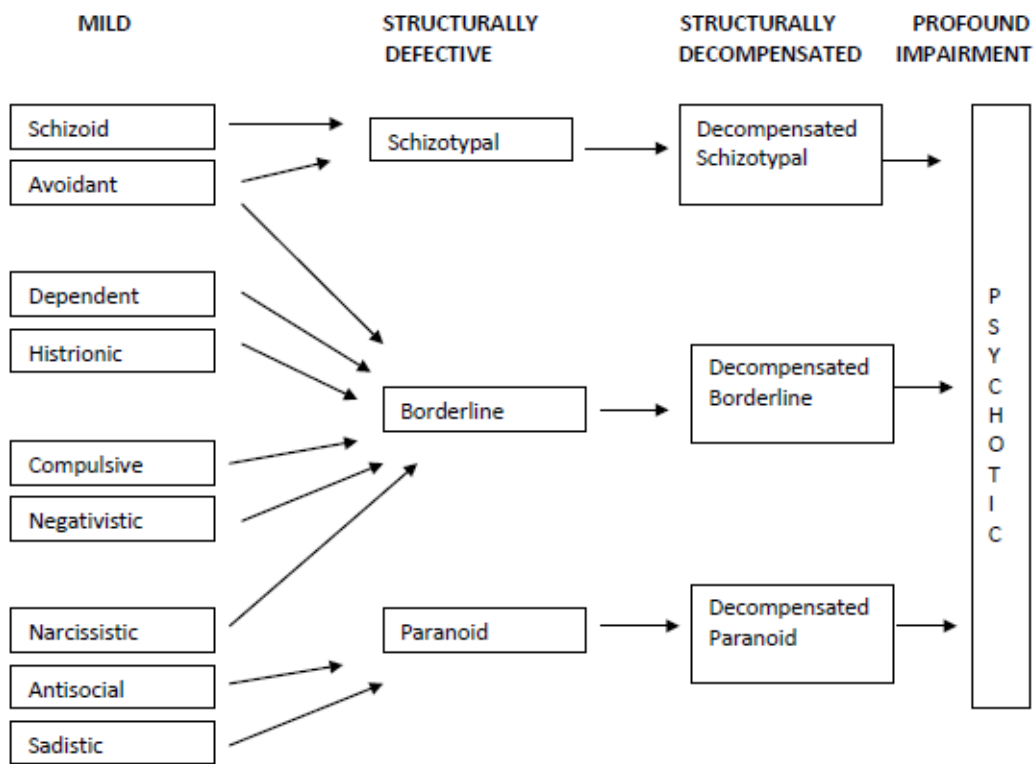 MILD
STRUCTURALLY
DEFECTIVE
STRUCTURALLY
DECOMPENSATED
PROFOUND
IMPAIRMENT
Schizoid
Avoidant
Dependent
Histrionic
Compulsive
Negativistic
Narcissistic
Antisocial
Sadistic
Schizotypal
Borderline
Paranoid
Decompensated
Schizotypal
Decompensated
Borderline
Decompensated
Paranoid
P
S
Y
C
H
O
T
I
C